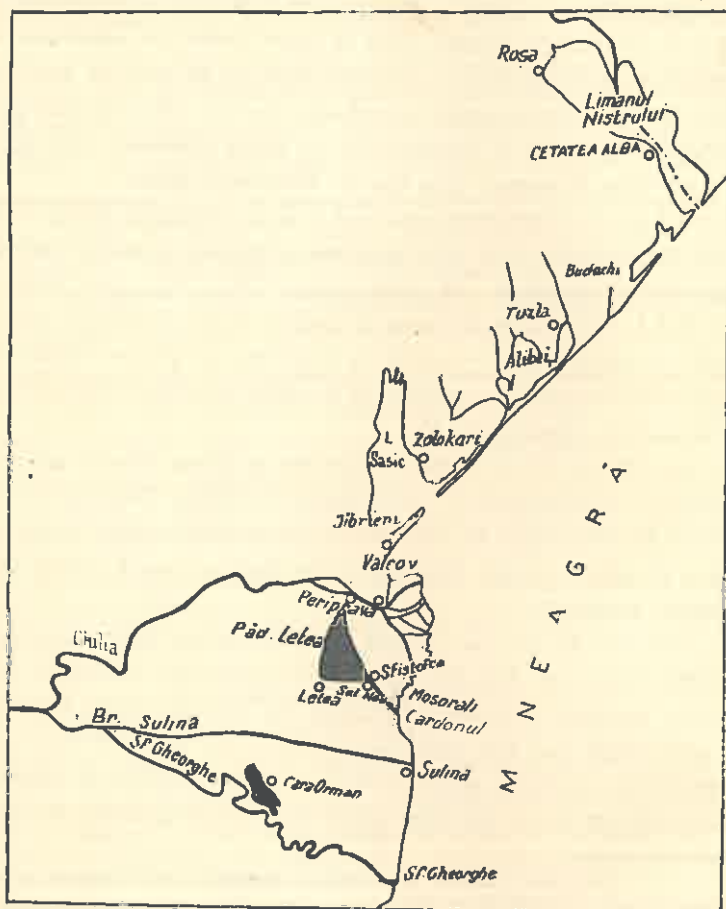 Rosa
Limanul
Nistrului
CETATEA ALBA
Budachi
Tuzla
Alibei
Zolokari
L.
Sasic
Jibrieni
Valcov
Periprava
Chilia
Păd. Letea
Sfistofca
Letea
Sat Nou
Mosorali
Cardonul
Br. Sulina
Sf. Gheorghe
Sulina
CaraOrman
Sf. Gheorghe
M NEAGRĂ